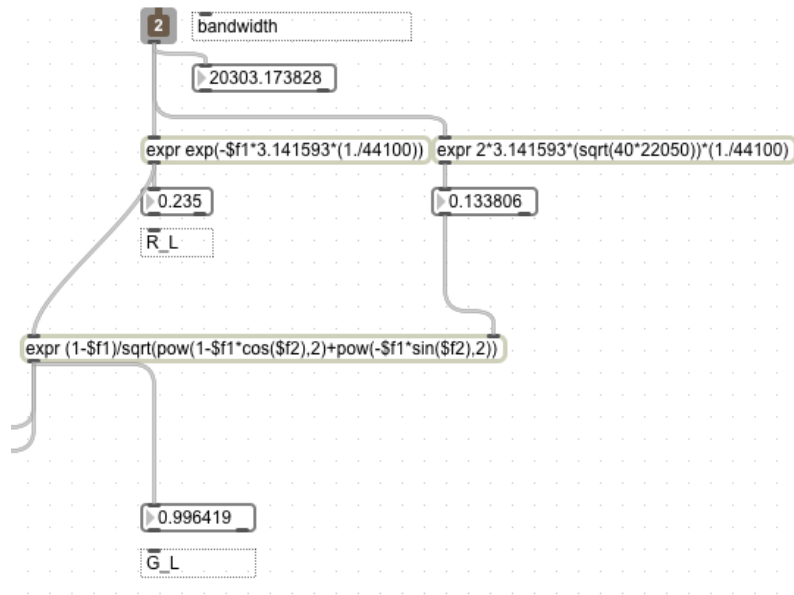 2
bandwidth
20303.173828
expr exp(-$f1*3.141593*(1./44100))
expr 2*3.141593*(sqrt(40*22050))*(1./44100)
0.235
0.133806
R_L
expr (1-$f1)/sqrt(pow(1-$f1*cos($f2),2)+pow(-$f1*sin($f2),2))
0.996419
G_L